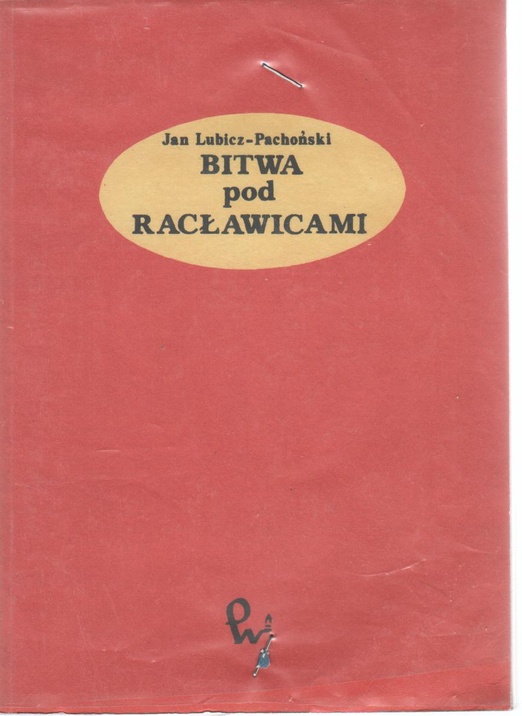 Jan Lubicz-Pachoński
BITWA
pod
RACŁAWICAMI